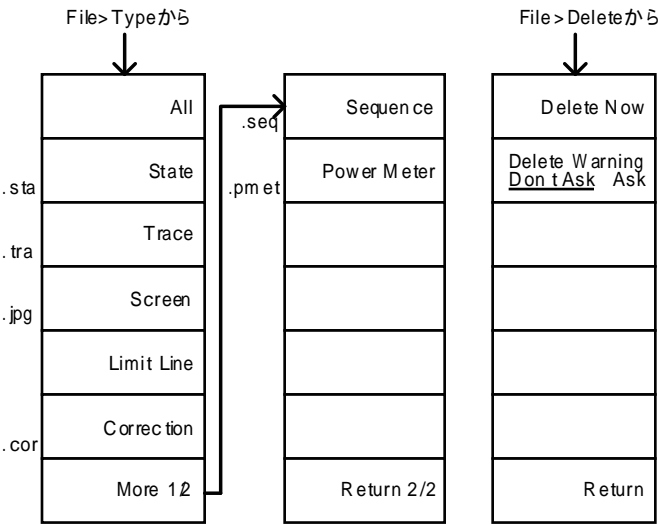 File>Typeから
File>Deleteから
All
State
.sta
Trace
.tra
Screen
.jpg
Limit Line
Correction
.cor
More 1/2
Sequence
.seq
Power Meter
.pmet
Return 2/2
Delete Now
Delete Warning
Don t Ask Ask
Return